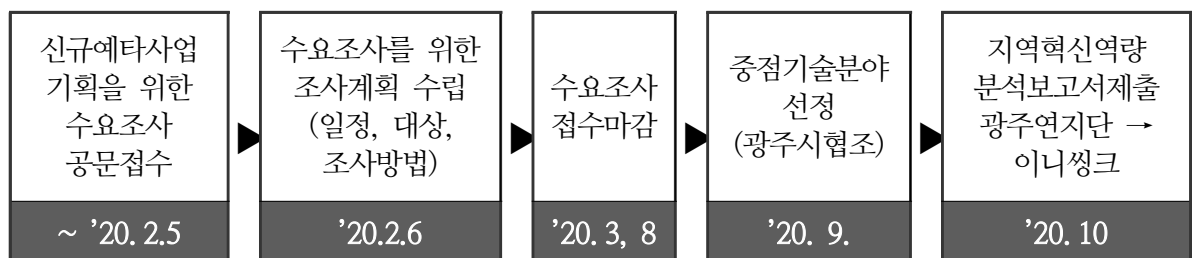 신규예타사업
기획을 위한
수요조사
공문접수
~ ’20. 2.5
수요조사를 위한
조사계획 수립
(일정, 대상,
조사방법)
’20.2.6
수요조사
접수마감
’20. 3, 8
중점기술분야
선정
(광주시협조)
’20. 9.
지역혁신역량
분석보고서제출
광주연지단 →
이니씽크
’20. 10